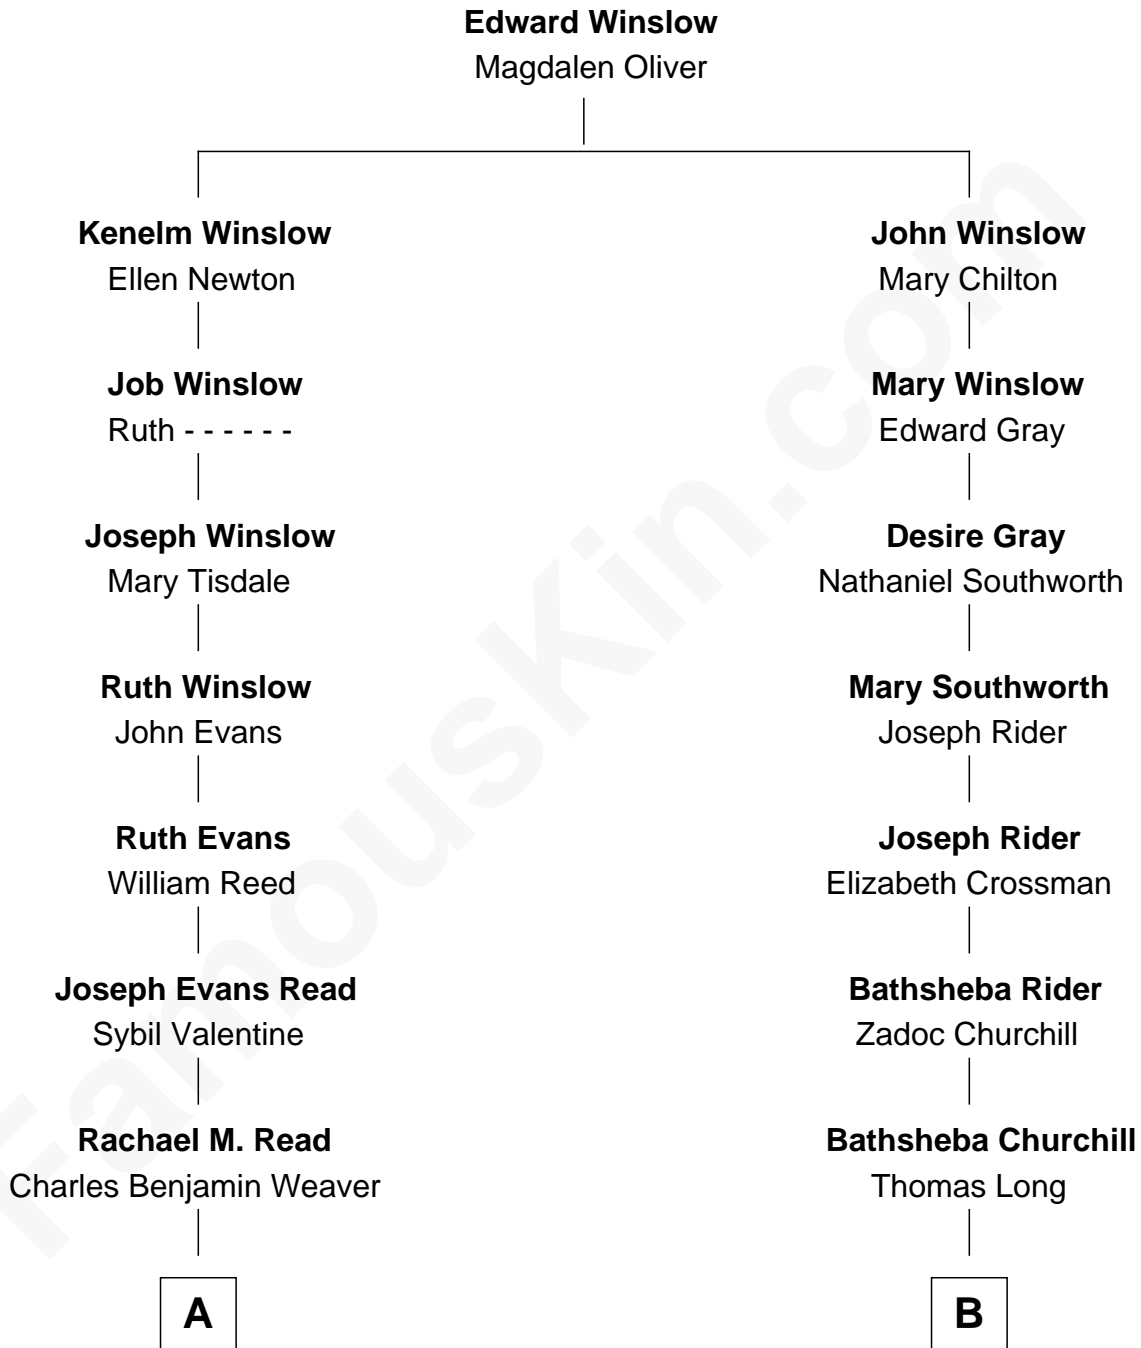 Edward Winslow
Magdalen Oliver
Kenelm Winslow
Ellen Newton
John Winslow
Mary Chilton
Job Winslow
Ruth - - - - - -
Mary Winslow
Edward Gray
Joseph Winslow
Mary Tisdale
Desire Gray
Nathaniel Southworth
Ruth Winslow
John Evans
Mary Southworth
Joseph Rider
Ruth Evans
William Reed
Joseph Rider
Elizabeth Crossman
Joseph Evans Read
Sybil Valentine
Bathsheba Rider
Zadoc Churchill
Rachael M. Read
Charles Benjamin Weaver
Bathsheba Churchill
Thomas Long
A
B
FamousKin.com